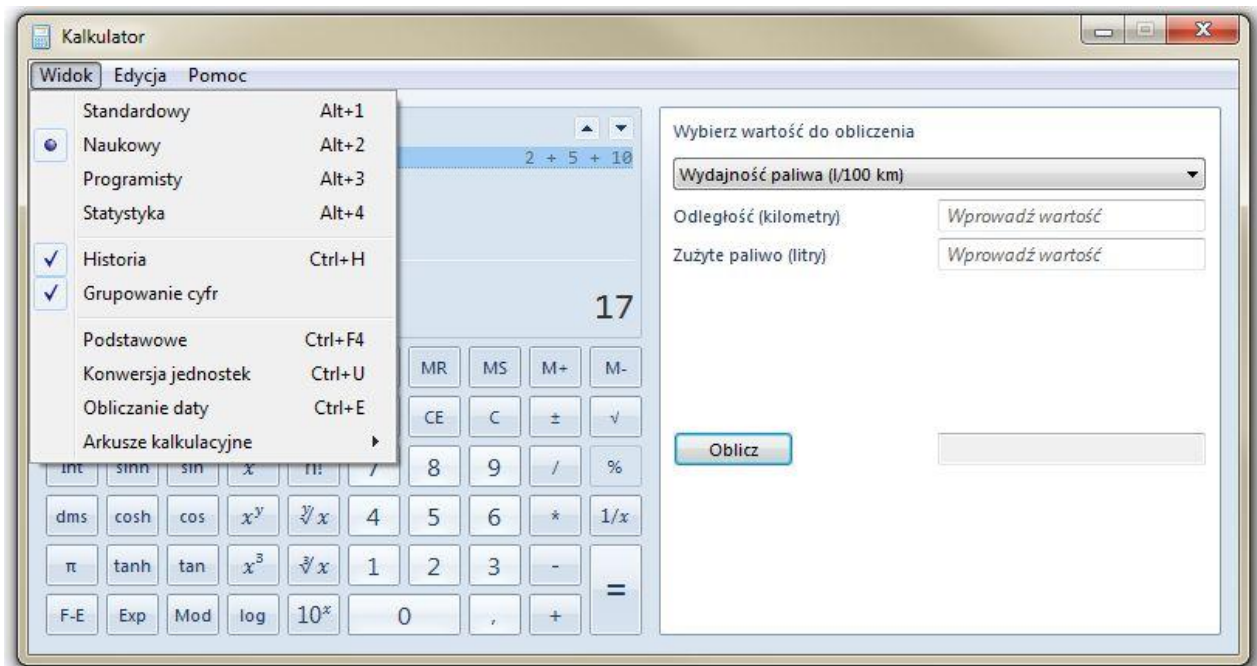 Kalkulator
Widok Edycja Pomoc
Standardowy Alt+1
Naukowy Alt+2
Programisty Alt+3
Statystyka Alt+4
Historia Ctrl+H
Grupowanie cyfr
Podstawowe Ctrl+F4
Konwersja jednostek Ctrl+U
Obliczanie daty Ctrl+E
Arkusze kalkulacyjne
2 + 5 + 10
17
MR MS M+ M-
CE C ± √
Int sinh sin x n! 7 8 9 / %
dms cosh cos xʸ ʸ√x 4 5 6 * 1/x
π tanh tan x³ ³√x 1 2 3 - =
F-E Exp Mod log 10ˣ 0 , +
Wybierz wartość do obliczenia
Wydajność paliwa (l/100 km)
Odległość (kilometry) Wprowadź wartość
Zużyte paliwo (litry) Wprowadź wartość
Oblicz